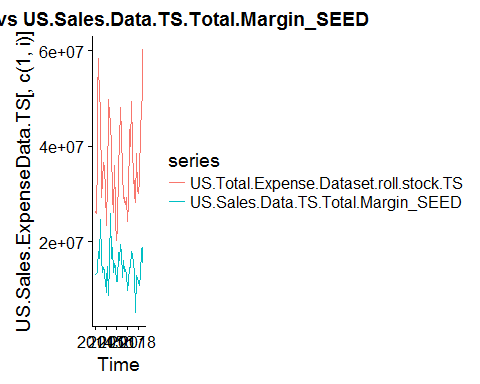 vs US.Sales.Data.TS.Total.Margin_SEED
US.Sales.ExpenseData.TS[, c(1, i)]
6e+07
4e+07
2e+07
series
US.Total.Expense.Dataset.roll.stock.TS
US.Sales.Data.TS.Total.Margin_SEED
Time